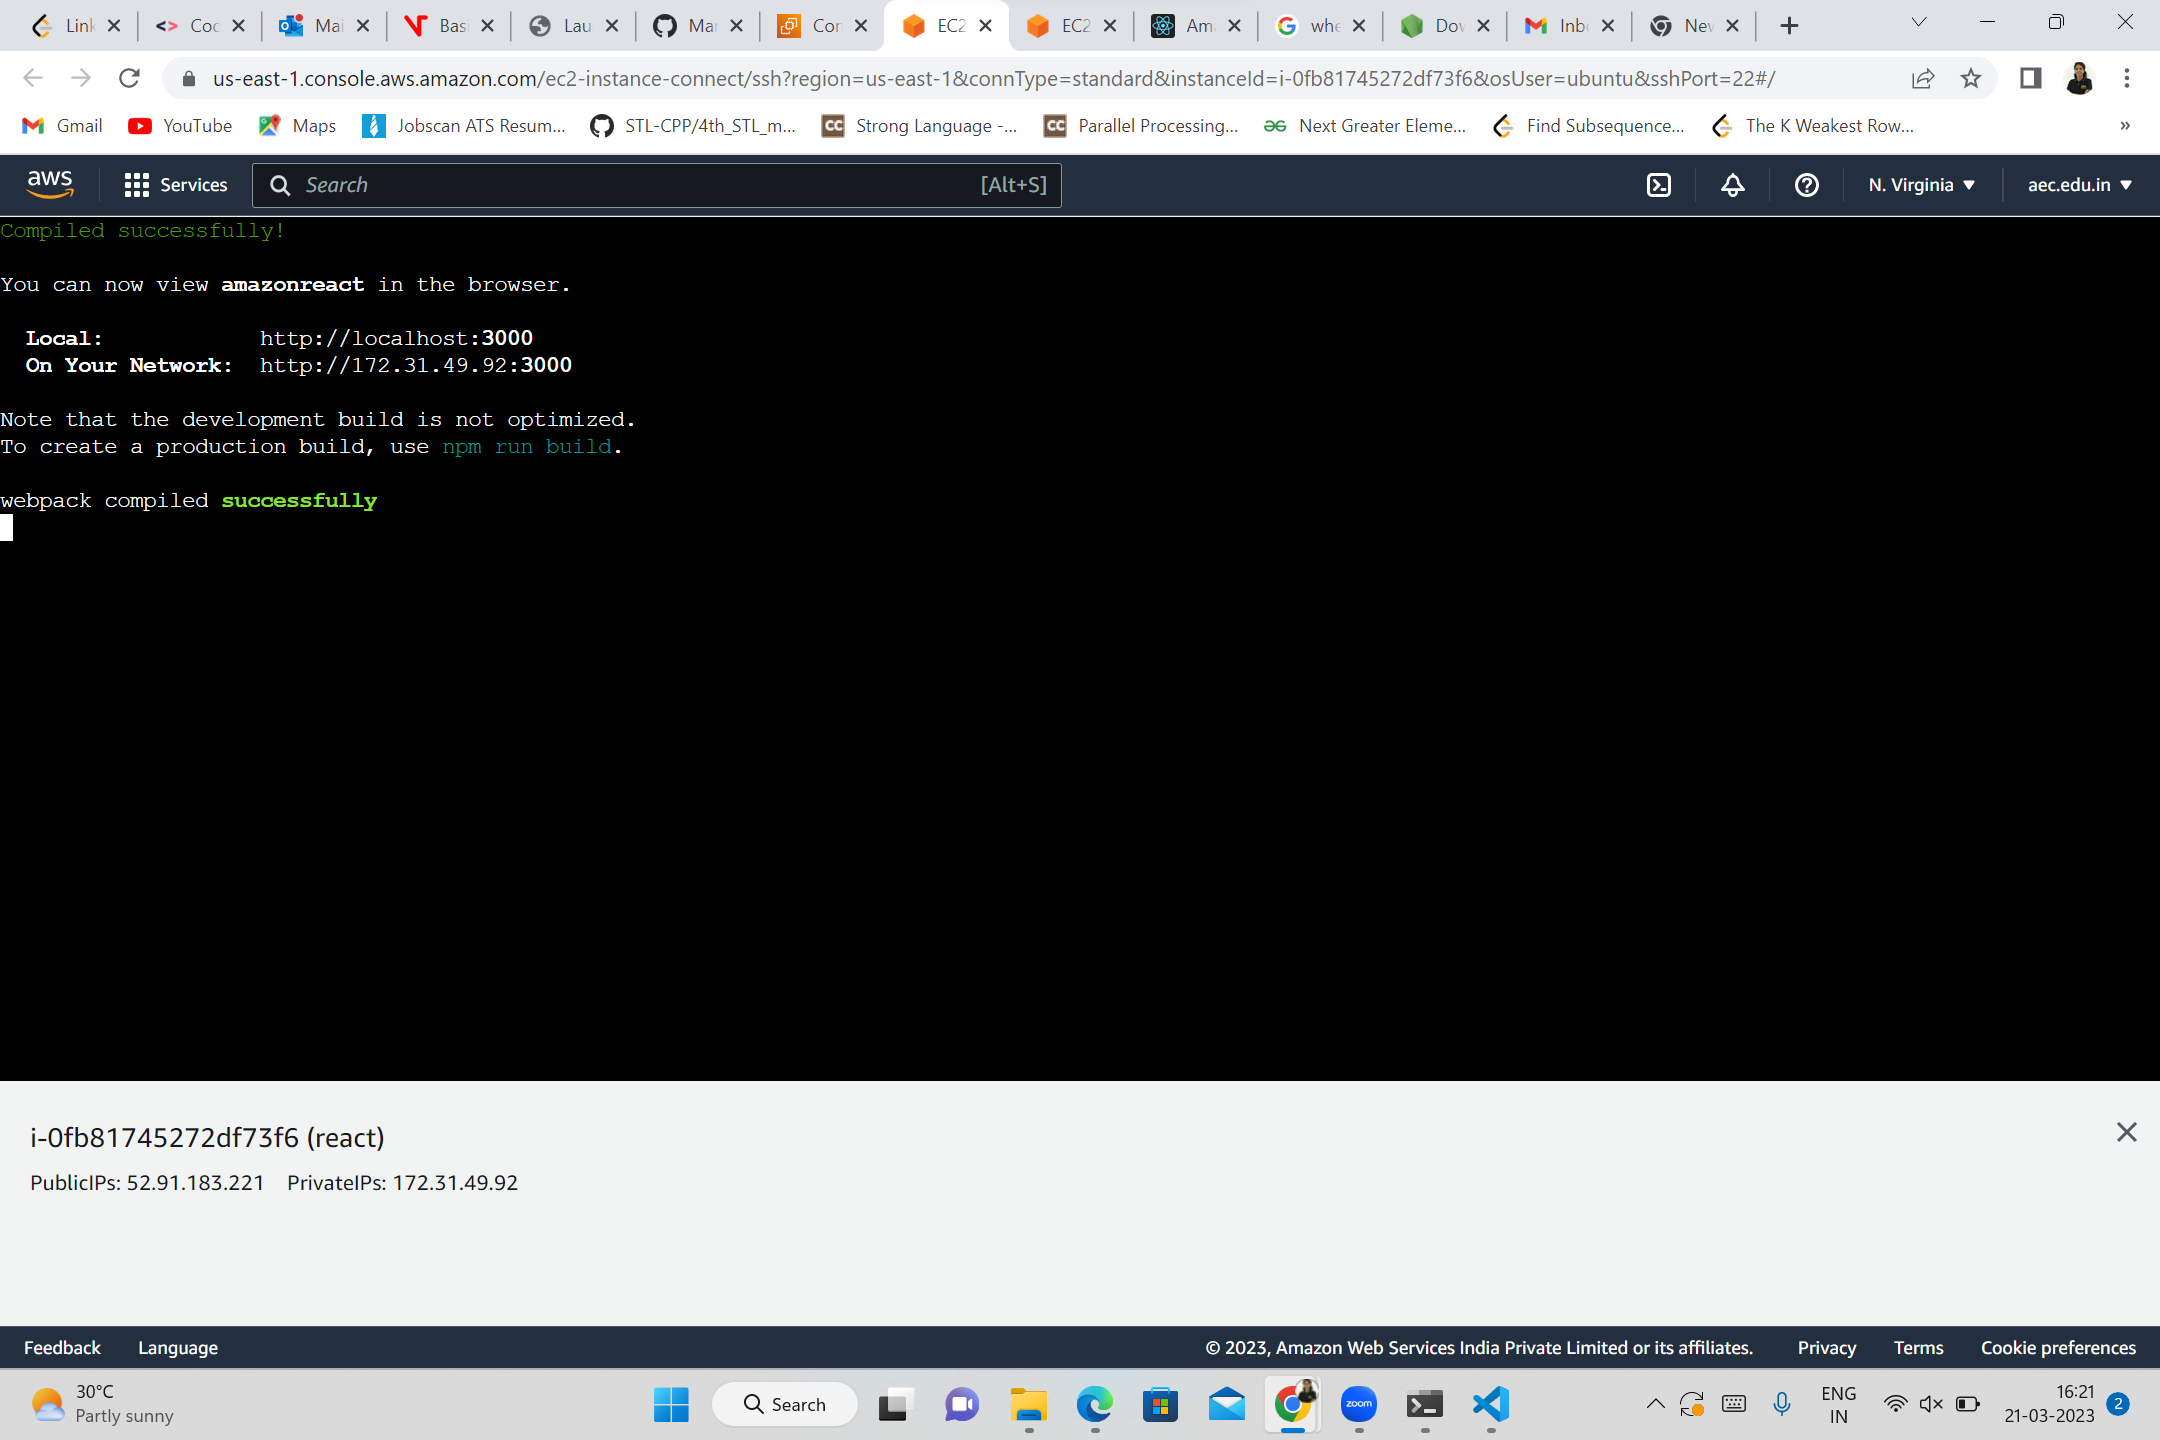 Link Coc Mai Basi Lau Mar Con EC2 EC2 Am whe Dov Inb Nev
us-east-1.console.aws.amazon.com/ec2-instance-connect/ssh?region=us-east-1&connType=standard&instanceId=i-0fb81745272df73f6&osUser=ubuntu&sshPort=22#/
Gmail YouTube Maps Jobscan ATS Resum... STL-CPP/4th_STL_m... Strong Language -... Parallel Processing... Next Greater Eleme... Find Subsequence... The K Weakest Row... »
aws Services Search [Alt+S] N. Virginia aec.edu.in
Compiled successfully!
You can now view amazonreact in the browser.
Local: http://localhost:3000
On Your Network: http://172.31.49.92:3000
Note that the development build is not optimized.
To create a production build, use npm run build.
webpack compiled successfully
i-0fb81745272df73f6 (react)
PublicIPs: 52.91.183.221 PrivateIPs: 172.31.49.92
Feedback Language © 2023, Amazon Web Services India Private Limited or its affiliates. Privacy Terms Cookie preferences
30°C
Partly sunny
Search
zoom
ENG
IN
16:21
21-03-2023
2